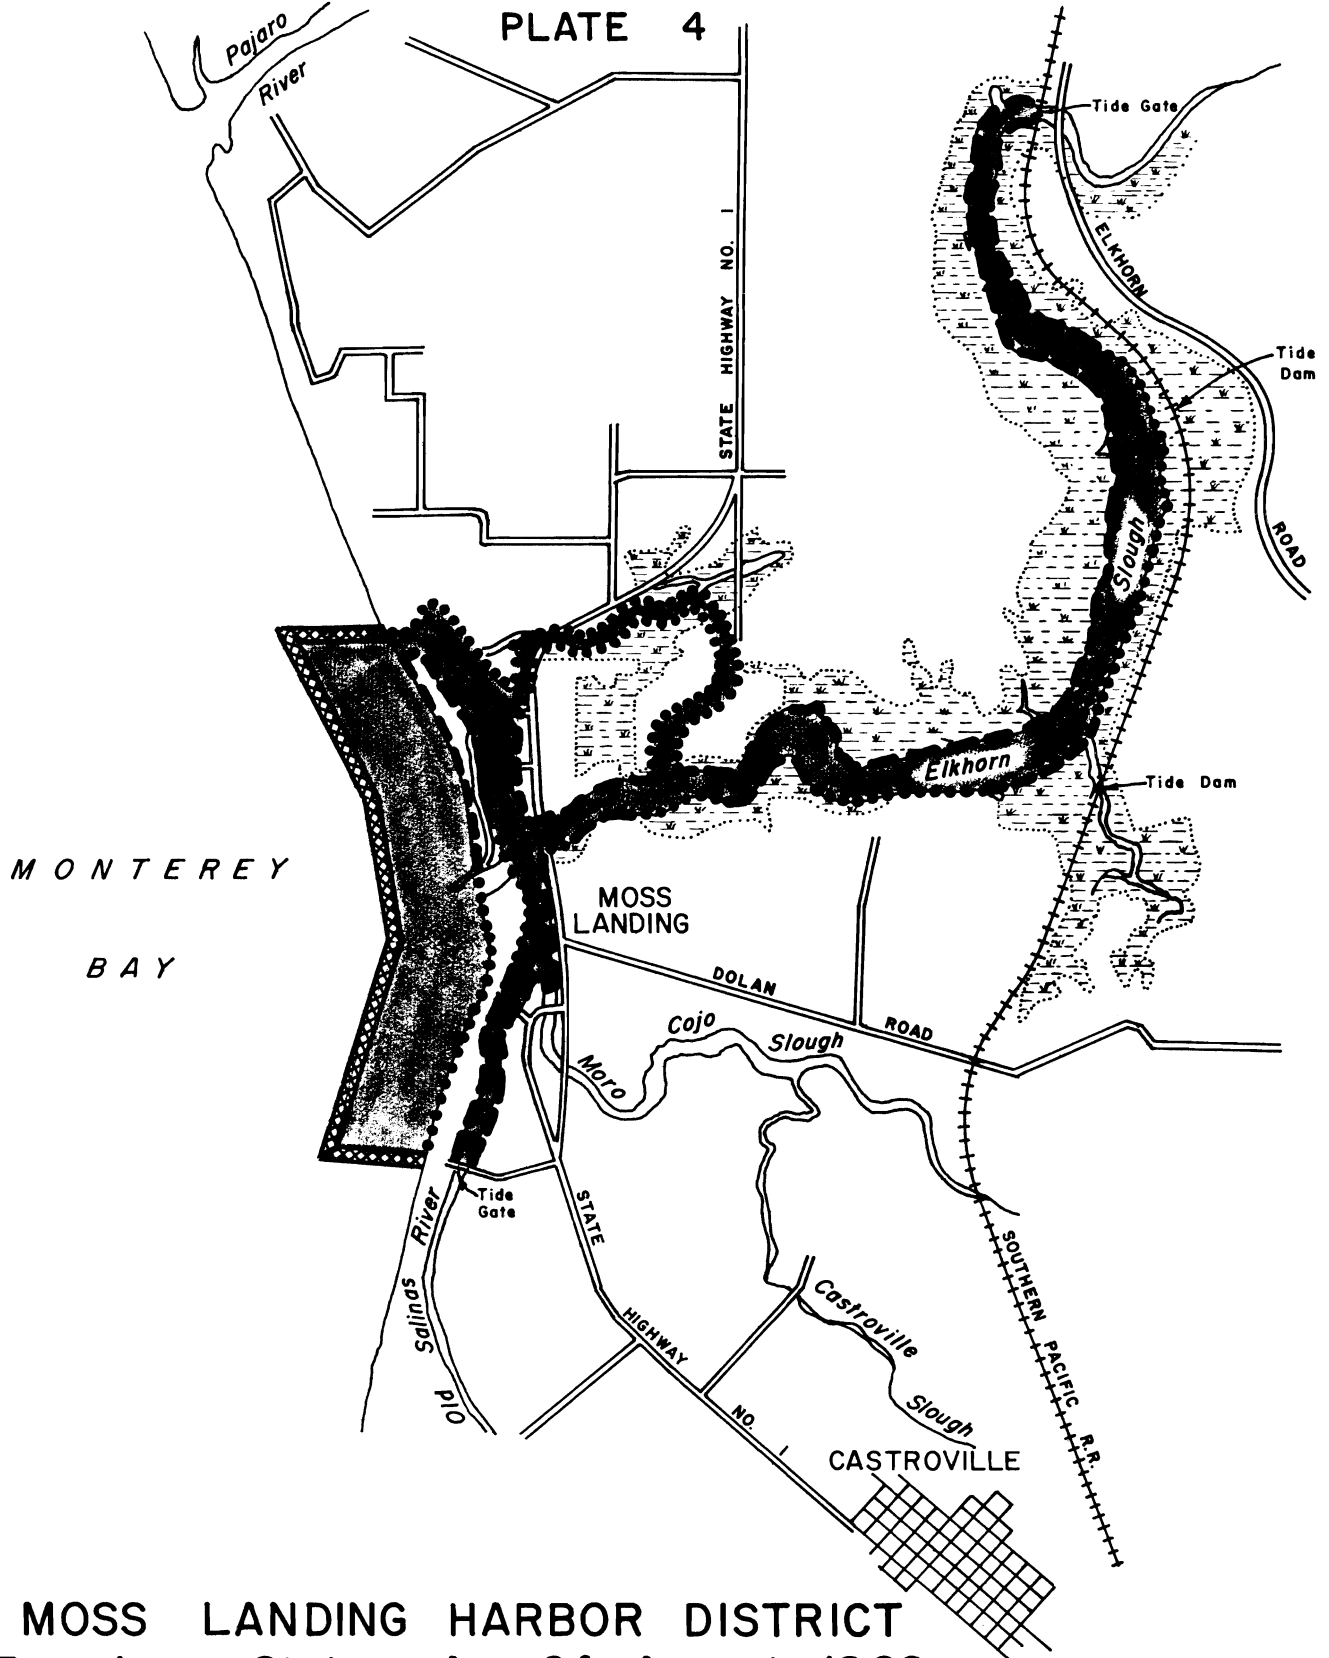 PLATE 4
Pajaro
River
Tide Gate
STATE HIGHWAY NO. 1
ELKHORN
ROAD
Tide
Dam
Slough
Elkhorn
Tide Dam
MONTEREY
BAY
MOSS
LANDING
DOLAN
ROAD
Cojo
Slough
Moro
Tide
Gate
River
Salinas
Old
STATE
HIGHWAY
NO. 1
Castroville
Slough
SOUTHERN PACIFIC R.R.
CASTROVILLE
MOSS LANDING HARBOR DISTRICT